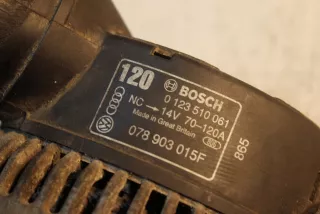 120
BOSCH
0 123 510 061
NC 14V 70-120A
Made in Great Britain
078 903 015F
865